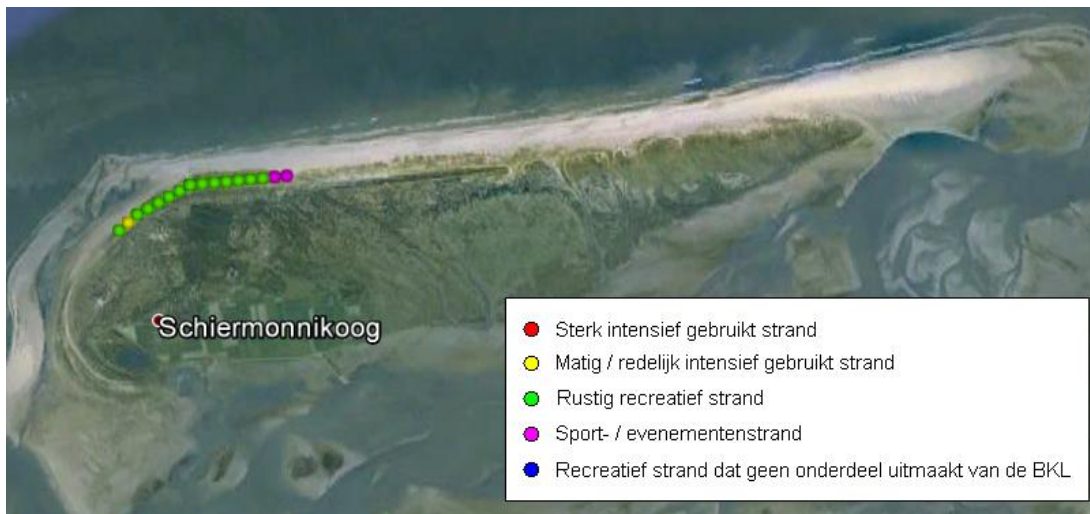 Schiermonnikoog
Sterk intensief gebruikt strand
Matig / redelijk intensief gebruikt strand
Rustig recreatief strand
Sport- / evenementenstrand
Recreatief strand dat geen onderdeel uitmaakt van de BKL